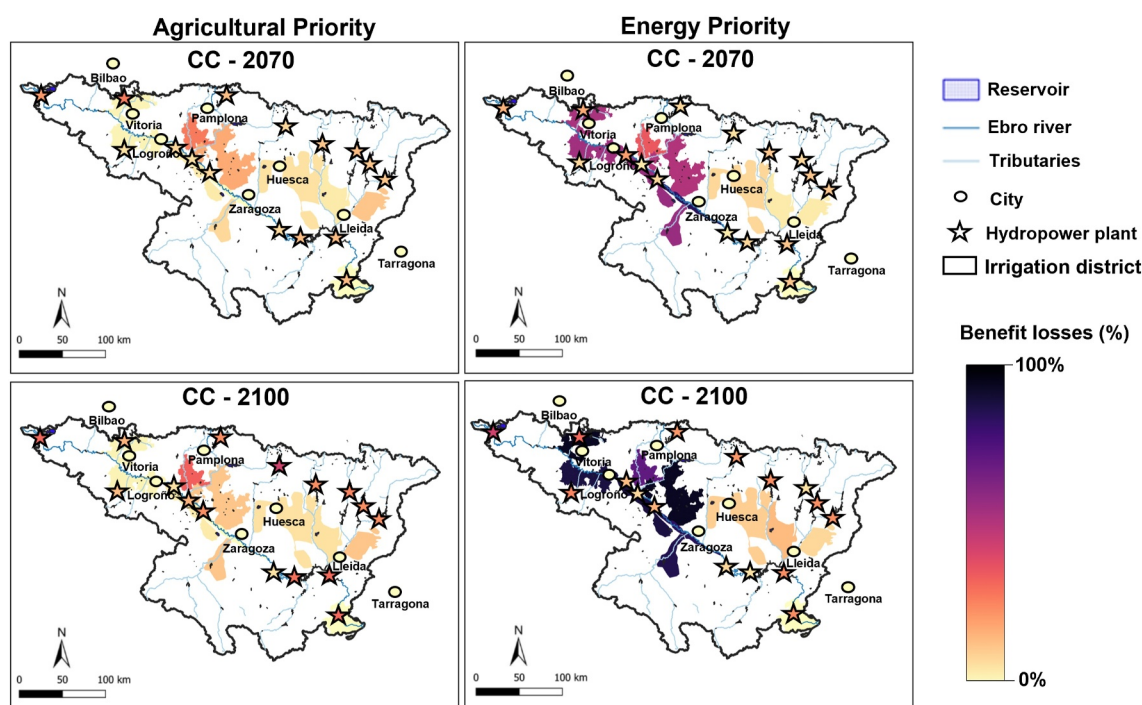 Agricultural Priority
Energy Priority
CC - 2070
Bilbao
Vitoria
Pamplona
Logroño
Huesca
Zaragoza
Lleida
Tarragona
N
0 50 100 km
CC - 2070
Bilbao
Vitoria
Pamplona
Logroño
Huesca
Zaragoza
Lleida
Tarragona
N
0 50 100 km
CC - 2100
Bilbao
Vitoria
Pamplona
Logroño
Huesca
Zaragoza
Lleida
Tarragona
N
0 50 100 km
CC - 2100
Bilbao
Vitoria
Pamplona
Logroño
Huesca
Zaragoza
Lleida
Tarragona
N
0 50 100 km
Reservoir
Ebro river
Tributaries
City
Hydropower plant
Irrigation district
Benefit losses (%)
100%
0%